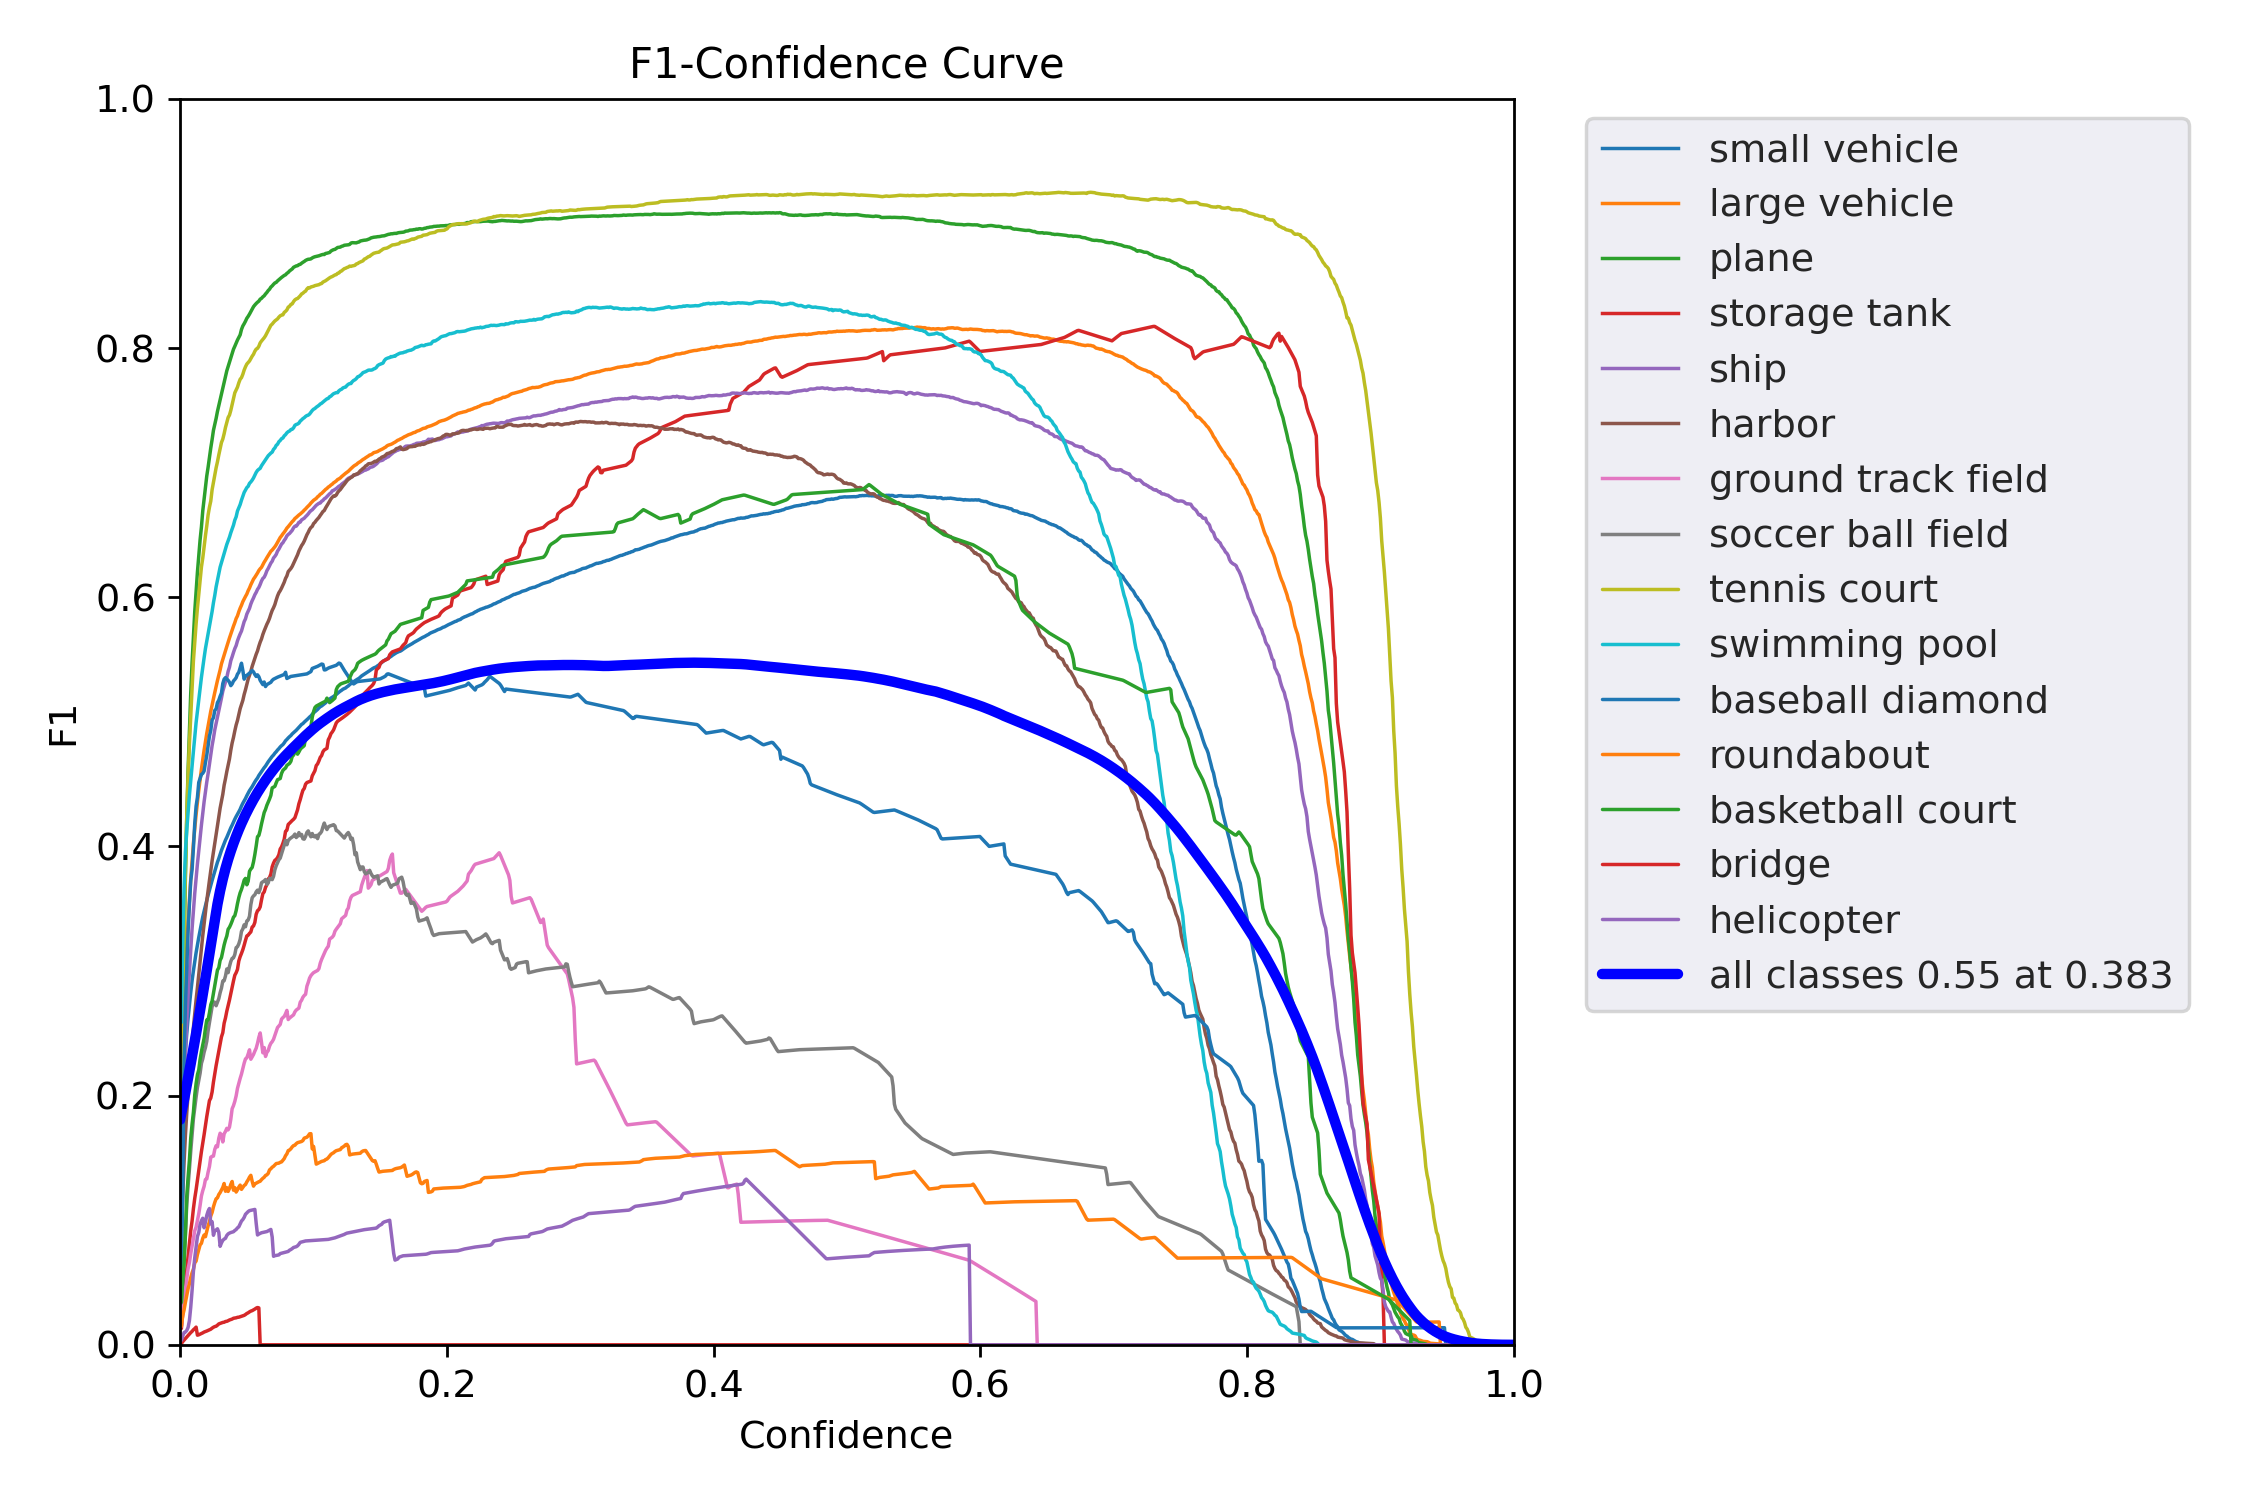 F1-Confidence Curve
1.0
0.8
0.6
0.4
0.2
0.0
F1
0.0 0.2 0.4 0.6 0.8 1.0
Confidence
small vehicle
large vehicle
plane
storage tank
ship
harbor
ground track field
soccer ball field
tennis court
swimming pool
baseball diamond
roundabout
basketball court
bridge
helicopter
all classes 0.55 at 0.383